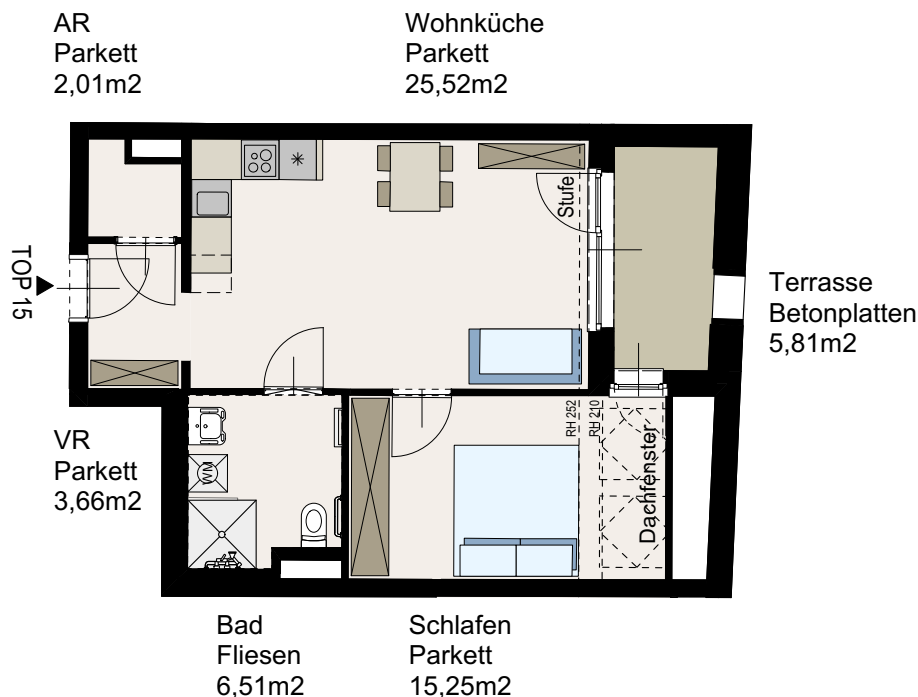 AR
Parkett
2,01m2
Wohnküche
Parkett
25,52m2
Stufe
TOP 15
Terrasse
Betonplatten
5,81m2
VR
Parkett
3,66m2
WM
RH 252
RH 210
Dachfenster
Bad
Fliesen
6,51m2
Schlafen
Parkett
15,25m2